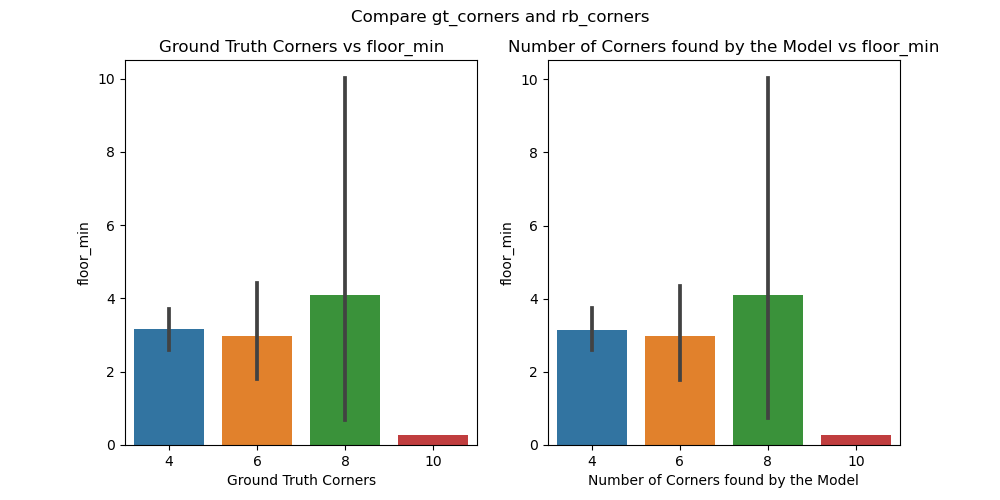 Compare gt_corners and rb_corners
Ground Truth Corners vs floor_min
10
8
6
4
2
0
floor_min
4 6 8 10
Ground Truth Corners
Number of Corners found by the Model vs floor_min
10
8
6
4
2
0
floor_min
4 6 8 10
Number of Corners found by the Model